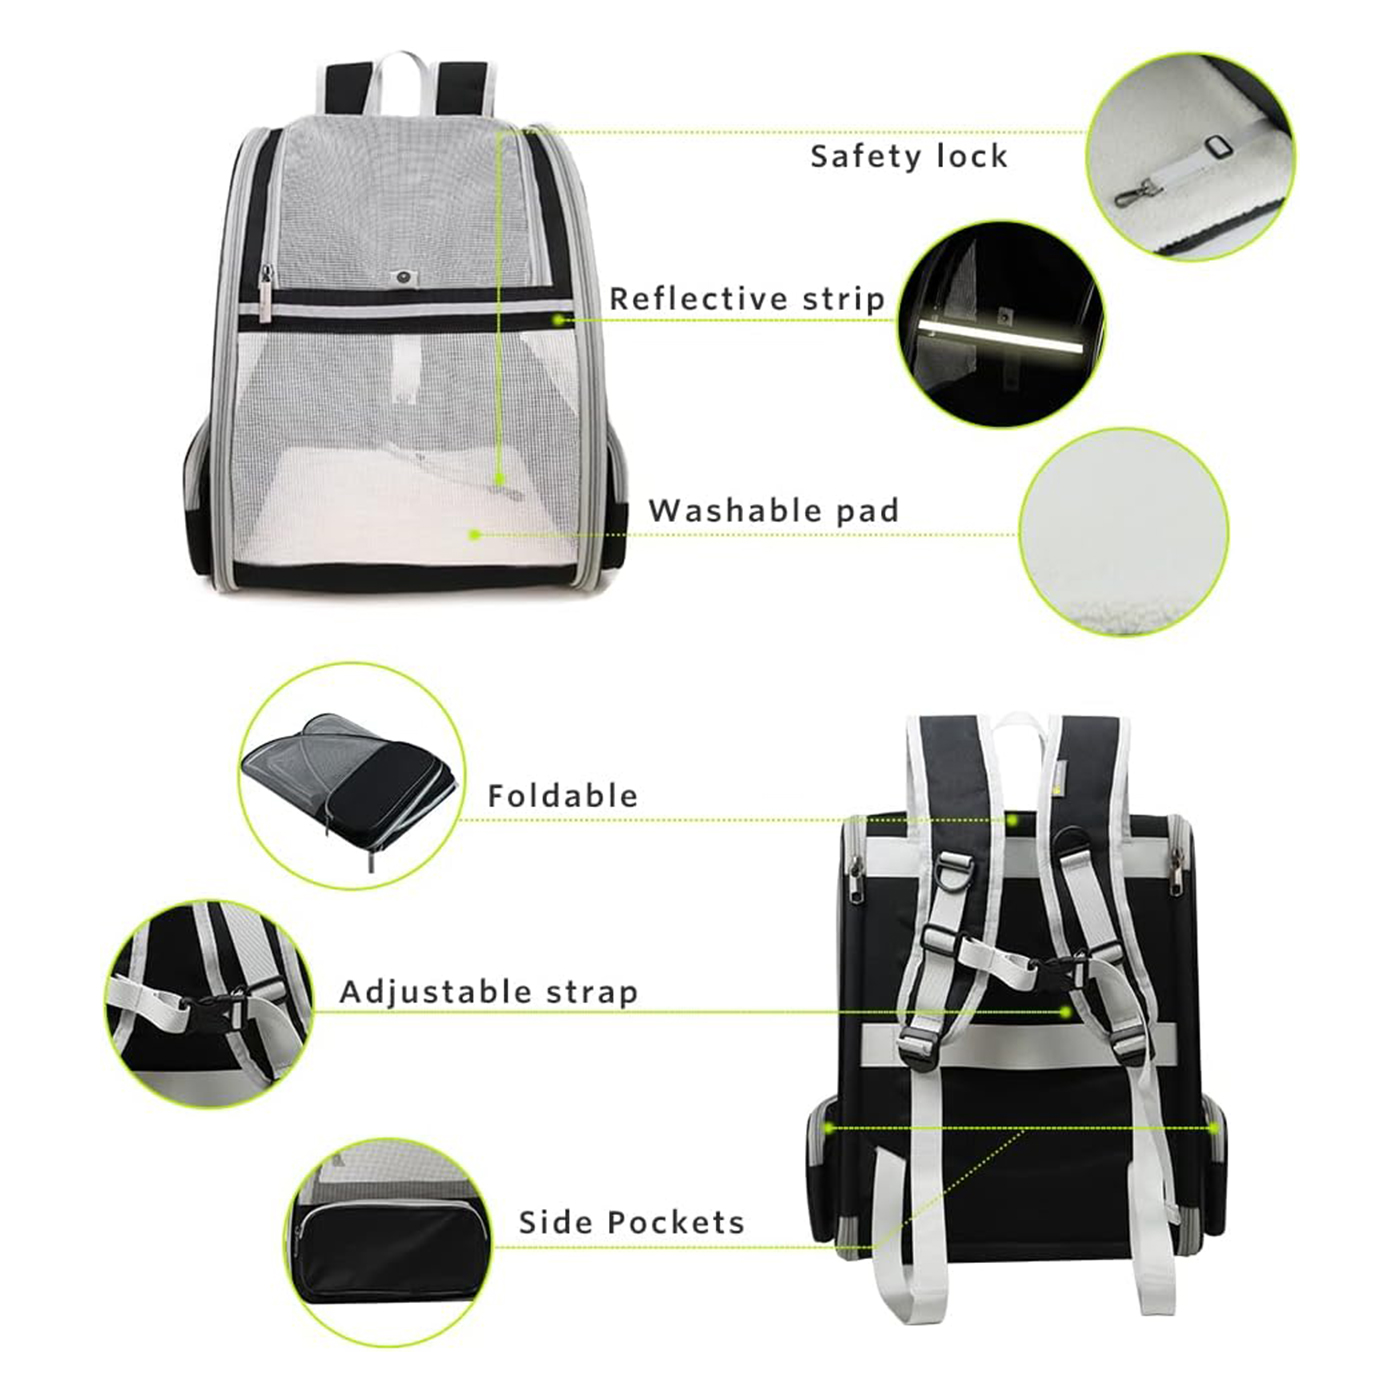 Safety lock
Reflective strip
Washable pad
Foldable
Adjustable strap
Side Pockets